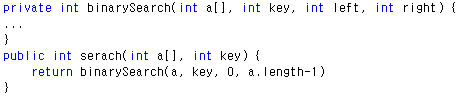 private int binarySearch(int a[], int key, int left, int right) {
...
}
public int serach(int a[], int key) {
    return binarySearch(a, key, 0, a.length-1)
}